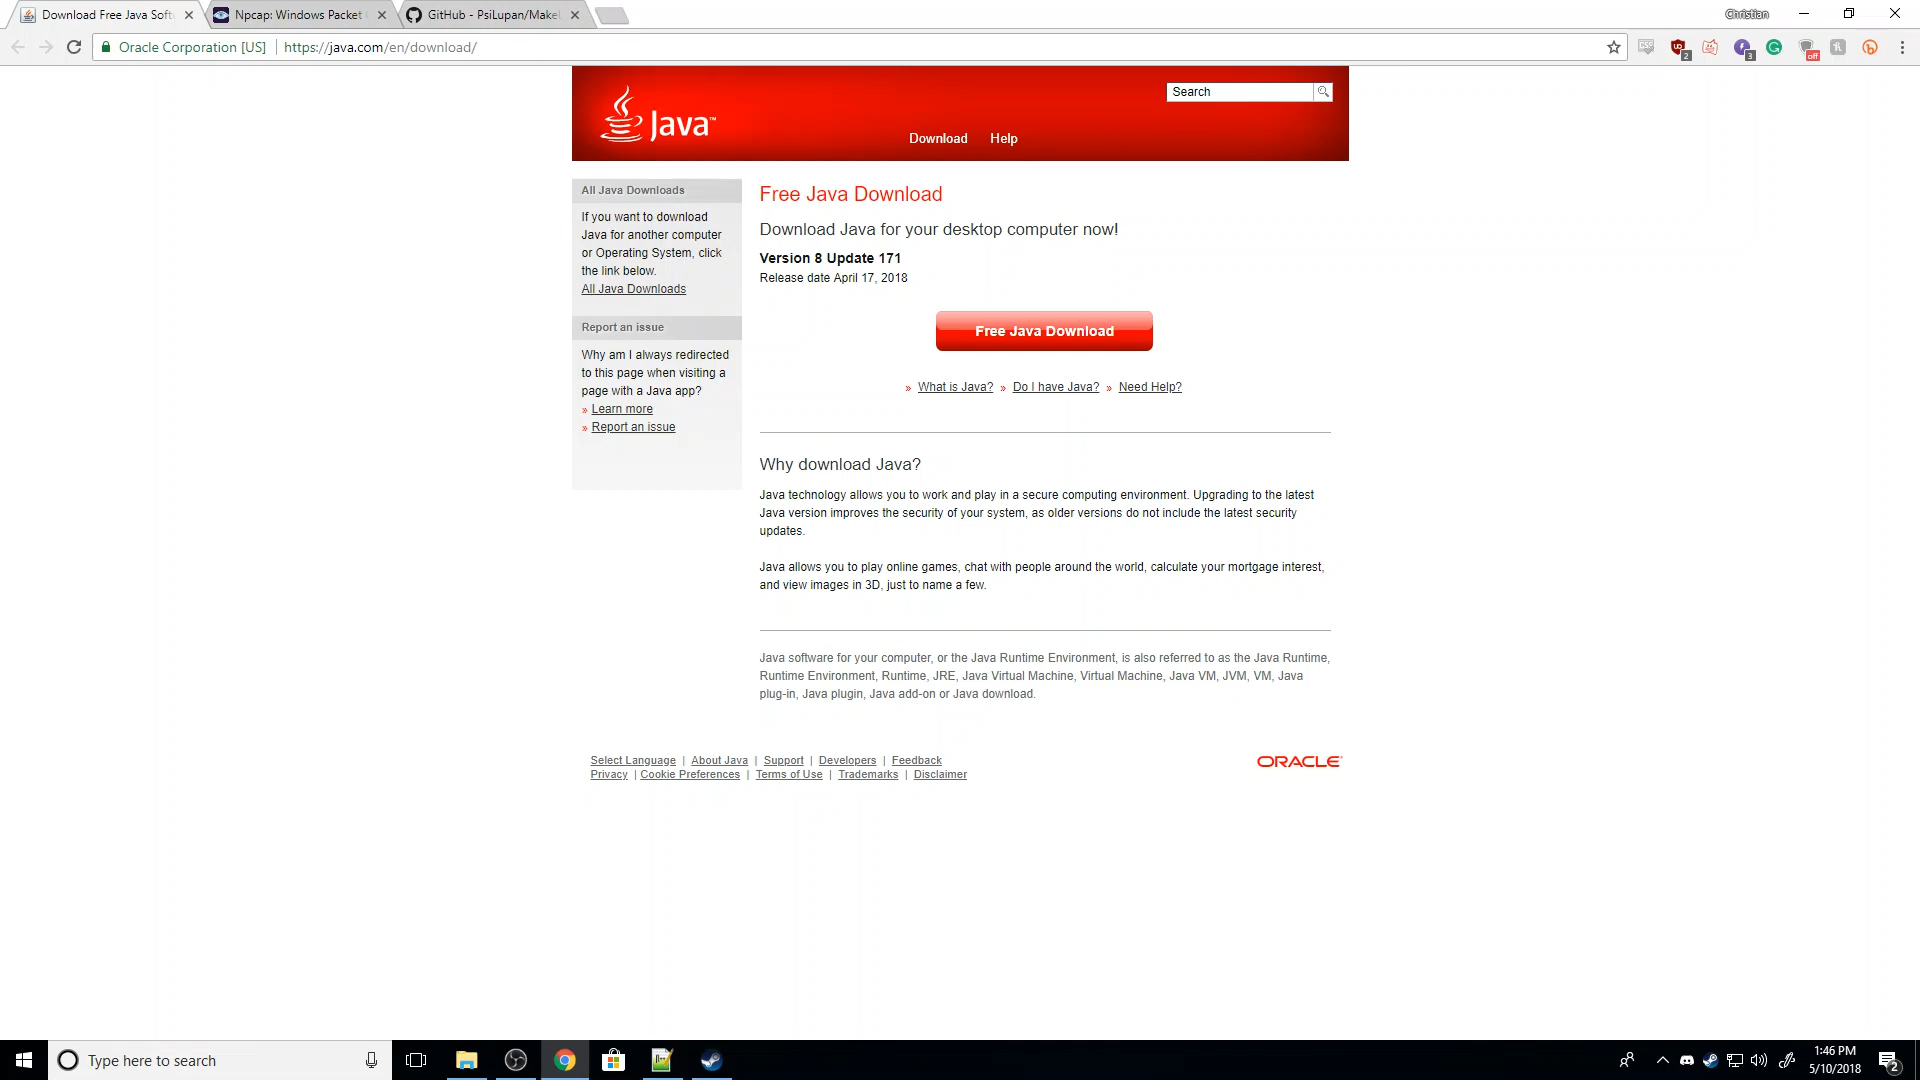 Download Free Java Soft
Npcap: Windows Packet
GitHub - PsiLupan/Make
Christian
Oracle Corporation [US]
https://java.com/en/download/
2
3
off
Java™
Search
Download
Help
All Java Downloads
If you want to download
Java for another computer
or Operating System, click
the link below.
All Java Downloads
Report an issue
Why am I always redirected
to this page when visiting a
page with a Java app?
» Learn more
» Report an issue
Free Java Download
Download Java for your desktop computer now!
Version 8 Update 171
Release date April 17, 2018
Free Java Download
» What is Java? » Do I have Java? » Need Help?
Why download Java?
Java technology allows you to work and play in a secure computing environment. Upgrading to the latest
Java version improves the security of your system, as older versions do not include the latest security
updates.
Java allows you to play online games, chat with people around the world, calculate your mortgage interest,
and view images in 3D, just to name a few.
Java software for your computer, or the Java Runtime Environment, is also referred to as the Java Runtime,
Runtime Environment, Runtime, JRE, Java Virtual Machine, Virtual Machine, Java VM, JVM, VM, Java
plug-in, Java plugin, Java add-on or Java download.
Select Language | About Java | Support | Developers | Feedback
Privacy | Cookie Preferences | Terms of Use | Trademarks | Disclaimer
ORACLE
Type here to search
1:46 PM
5/10/2018
2